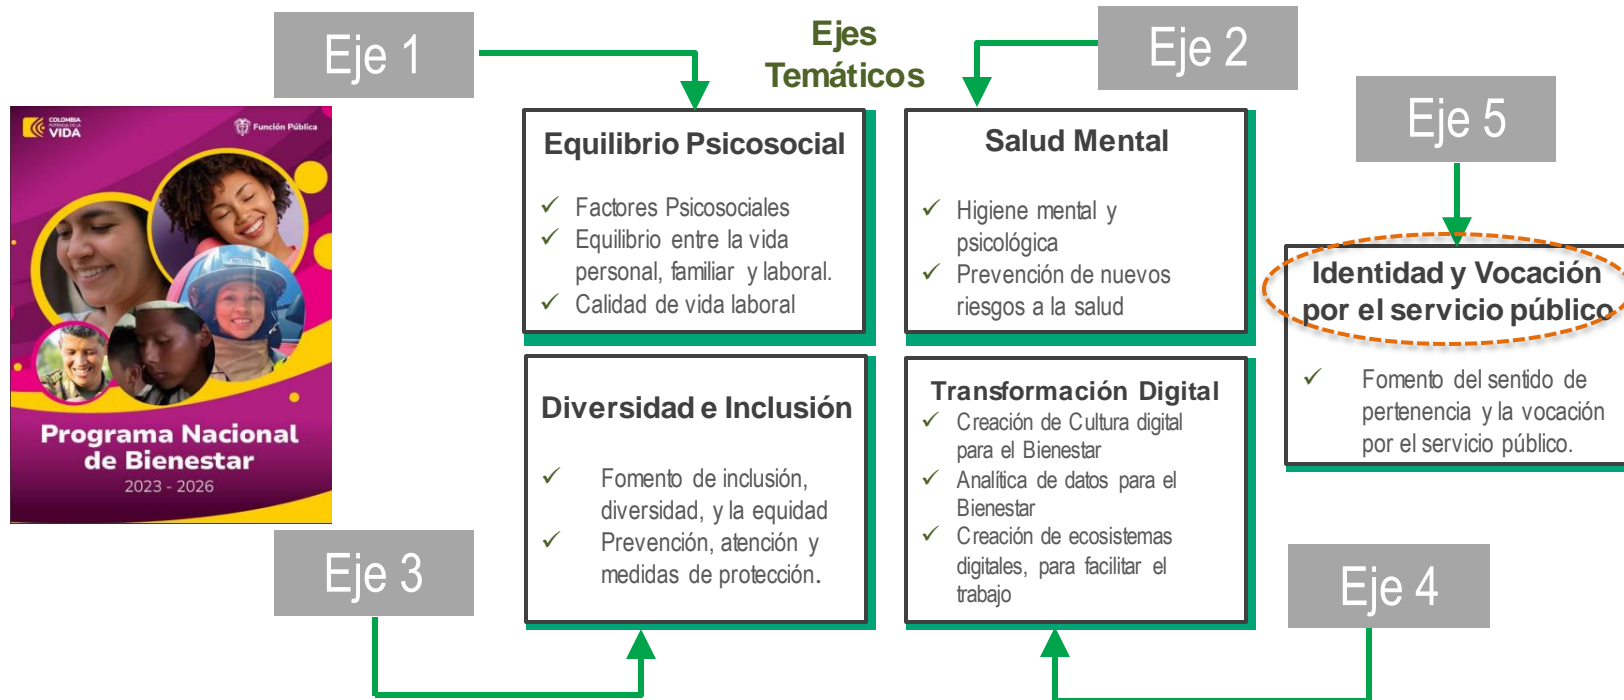 Eje 1
Ejes
Temáticos
Eje 2
Eje 5
COLOMBIA
POTENCIA DE LA
VIDA
Función Pública
Programa Nacional
de Bienestar
2023 - 2026
Equilibrio Psicosocial
✓ Factores Psicosociales
✓ Equilibrio entre la vida
personal, familiar y laboral.
✓ Calidad de vida laboral
Salud Mental
✓ Higiene mental y
psicológica
✓ Prevención de nuevos
riesgos a la salud
Identidad y Vocación
por el servicio público
✓ Fomento del sentido de
pertenencia y la vocación
por el servicio público.
Diversidad e Inclusión
✓ Fomento de inclusión,
diversidad, y la equidad
✓ Prevención, atención y
medidas de protección.
Transformación Digital
✓ Creación de Cultura digital
para el Bienestar
✓ Analítica de datos para el
Bienestar
✓ Creación de ecosistemas
digitales, para facilitar el
trabajo
Eje 3
Eje 4